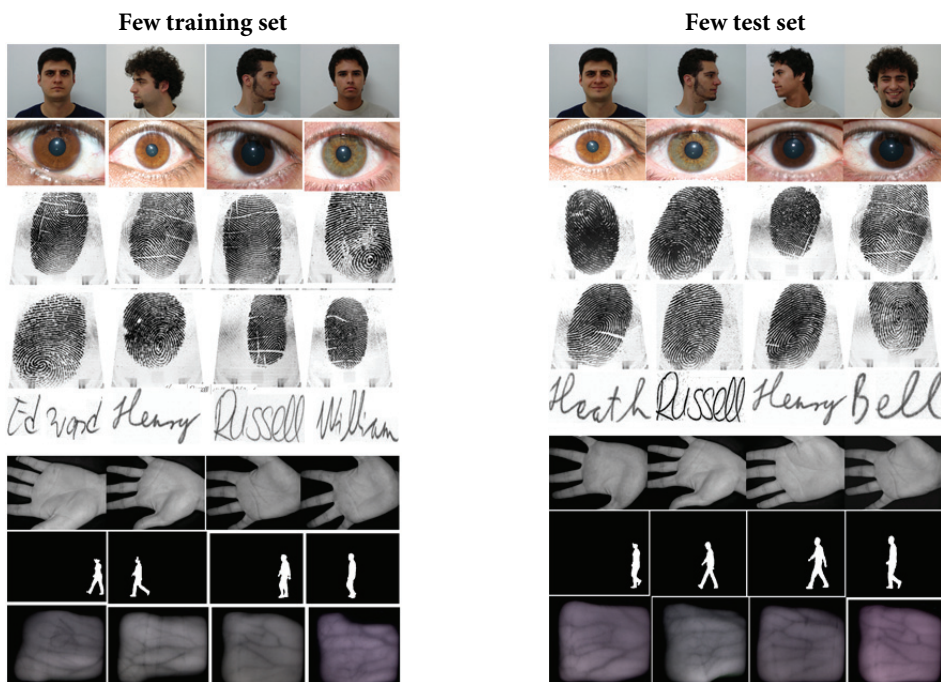 Few training set
Few test set
Edward Henry Russell William
Heath Russell Henry Bell